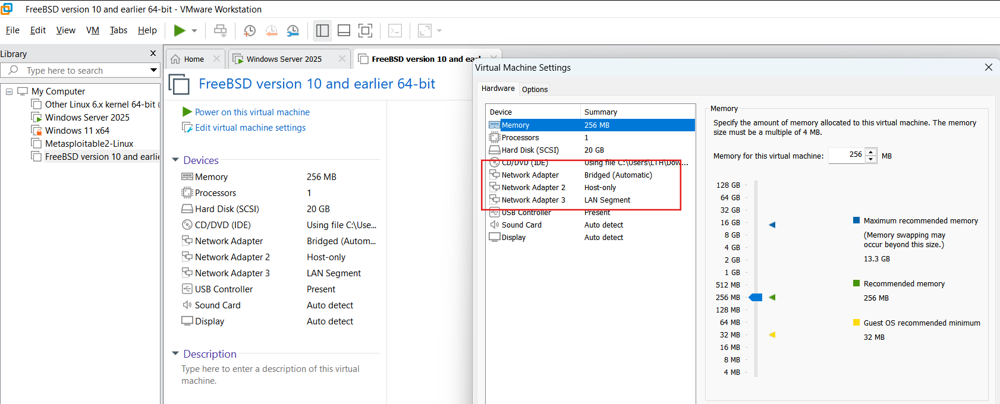 FreeBSD version 10 and earlier 64-bit - VMware Workstation
File Edit View VM Tabs Help
Library
Type here to search
My Computer
Other Linux 6.x kernel 64-bit (
Windows Server 2025
Windows 11 x64
Metasploitable2-Linux
FreeBSD version 10 and earlie
Home
Windows Server 2025
FreeBSD version 10 and ear
FreeBSD version 10 and earlier 64-bit
Power on this virtual machine
Edit virtual machine settings
Devices
Memory 256 MB
Processors 1
Hard Disk (SCSI) 20 GB
CD/DVD (IDE) Using file C:\Use...
Network Adapter Bridged (Autom...
Network Adapter 2 Host-only
Network Adapter 3 LAN Segment
USB Controller Present
Sound Card Auto detect
Display Auto detect
Description
Type here to enter a description of this virtual
machine.
Virtual Machine Settings
Hardware Options
Device Summary
Memory 256 MB
Processors 1
Hard Disk (SCSI) 20 GB
CD/DVD (IDE) Using file C:\Users\LTH\Dow...
Network Adapter Bridged (Automatic)
Network Adapter 2 Host-only
Network Adapter 3 LAN Segment
USB Controller Present
Sound Card Auto detect
Display Auto detect
Memory
Specify the amount of memory allocated to this virtual machine. The memory
size must be a multiple of 4 MB.
Memory for this virtual machine: 256 MB
128 GB
64 GB
32 GB
16 GB
8 GB
4 GB
2 GB
1 GB
512 MB
256 MB
128 MB
64 MB
32 MB
16 MB
8 MB
4 MB
Maximum recommended memory
(Memory swapping may
occur beyond this size.)
13.3 GB
Recommended memory
256 MB
Guest OS recommended minimum
32 MB